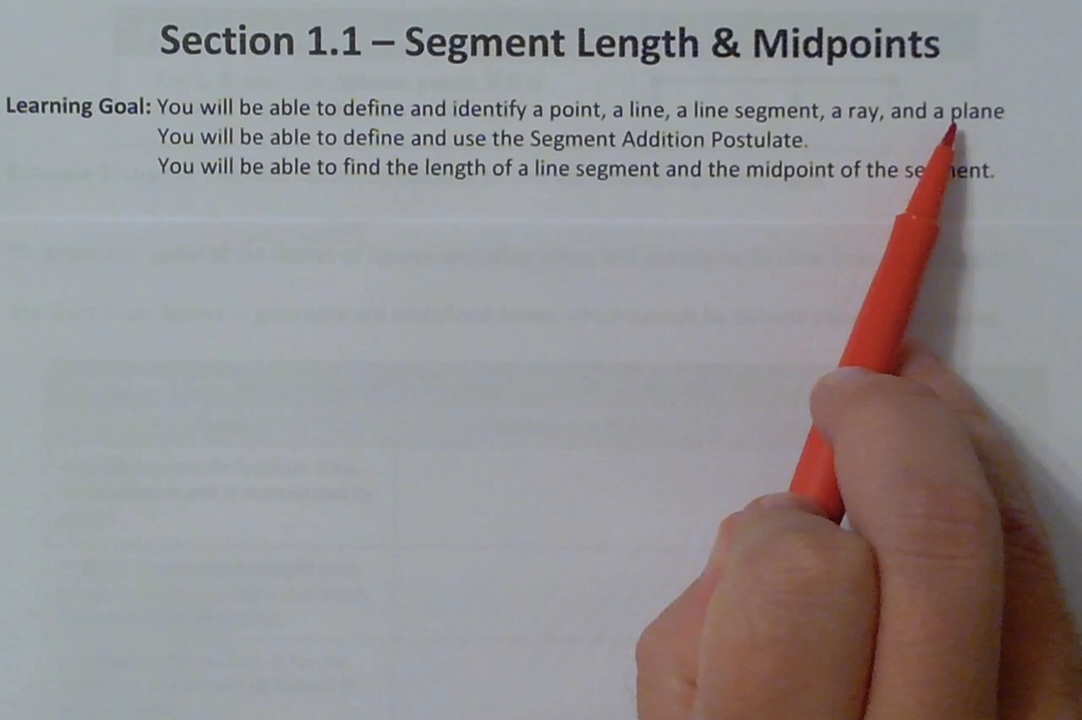 Section 1.1 – Segment Length & Midpoints
Learning Goal: You will be able to define and identify a point, a line, a line segment, a ray, and a plane
You will be able to define and use the Segment Addition Postulate.
You will be able to find the length of a line segment and the midpoint of the